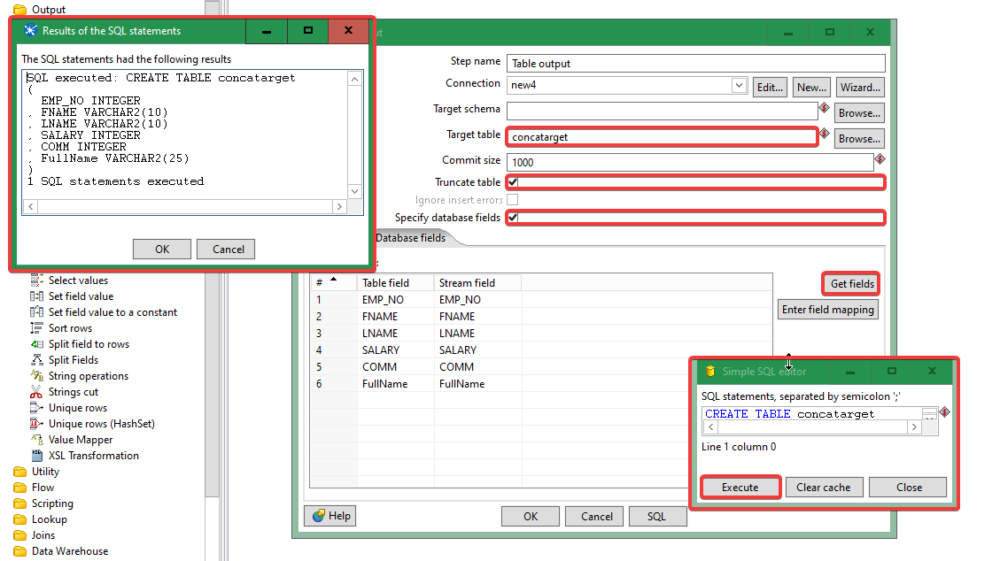 Output
Results of the SQL statements
The SQL statements had the following results
SQL executed: CREATE TABLE concatarget
(
  EMP_NO INTEGER
, FNAME VARCHAR2(10)
, LNAME VARCHAR2(10)
, SALARY INTEGER
, COMM INTEGER
, FullName VARCHAR2(25)
)
1 SQL statements executed
OK Cancel
Step name Table output
Connection new4 Edit... New... Wizard...
Target schema Browse...
Target table concatarget Browse...
Commit size 1000
Truncate table
Ignore insert errors
Specify database fields
Database fields
# Table field Stream field
1 EMP_NO EMP_NO
2 FNAME FNAME
3 LNAME LNAME
4 SALARY SALARY
5 COMM COMM
6 FullName FullName
Get fields
Enter field mapping
Help OK Cancel SQL
Simple SQL editor
SQL statements, separated by semicolon ';'
CREATE TABLE concatarget
Line 1 column 0
Execute Clear cache Close
Select values
Set field value
Set field value to a constant
Sort rows
Split field to rows
Split Fields
String operations
Strings cut
Unique rows
Unique rows (HashSet)
Value Mapper
XSL Transformation
Utility
Flow
Scripting
Lookup
Joins
Data Warehouse